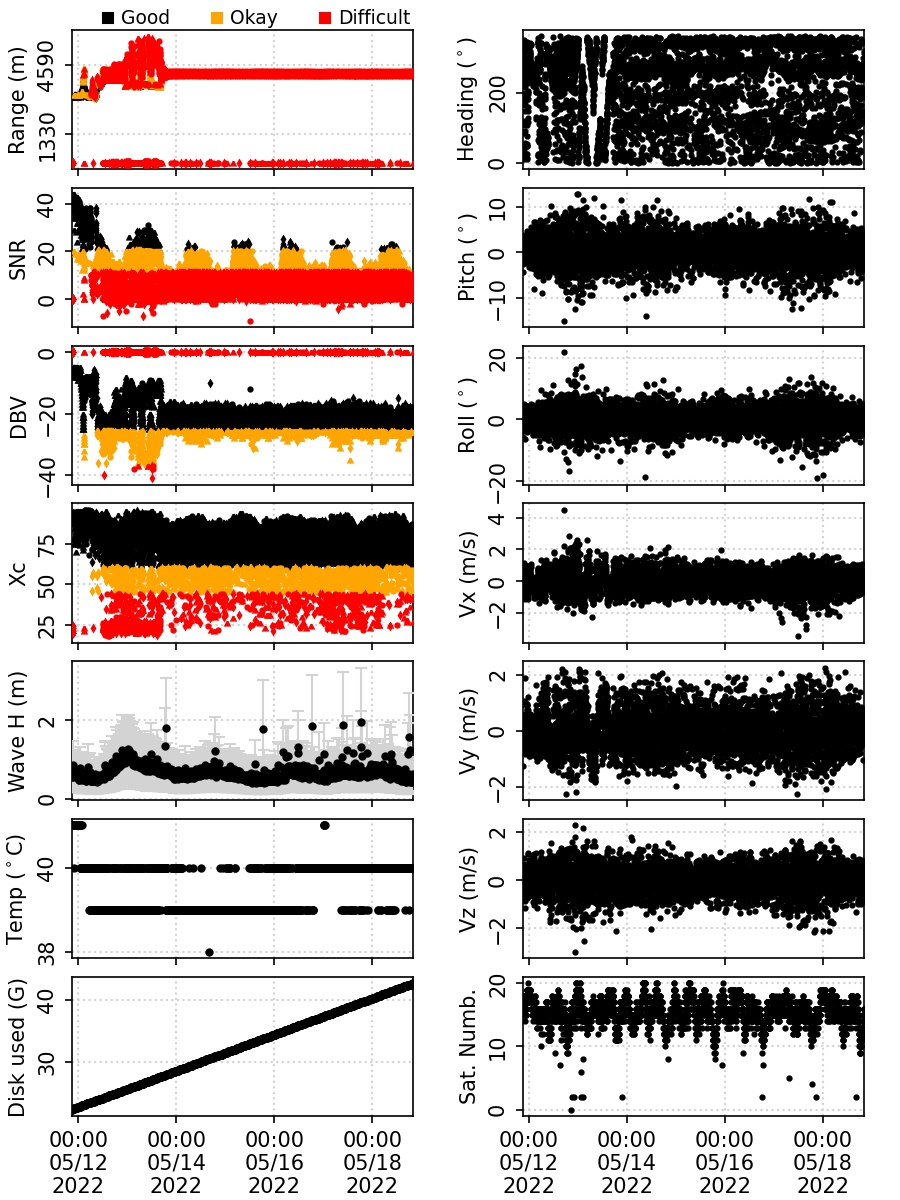 Good Okay Difficult
Range (m)
4590
1330
Heading (°)
200
0
SNR
40
20
0
Pitch (°)
10
0
−10
DBV
0
−20
−40
Roll (°)
20
0
−20
Xc
75
50
25
Vx (m/s)
4
2
0
−2
Wave H (m)
2
0
Vy (m/s)
2
0
−2
Temp (°C)
40
38
Vz (m/s)
2
0
−2
Disk used (G)
40
30
Sat. Numb.
20
10
0
00:00 00:00 00:00 00:00 00:00 00:00 00:00 00:00
05/12 05/14 05/16 05/18 05/12 05/14 05/16 05/18
2022 2022 2022 2022 2022 2022 2022 2022